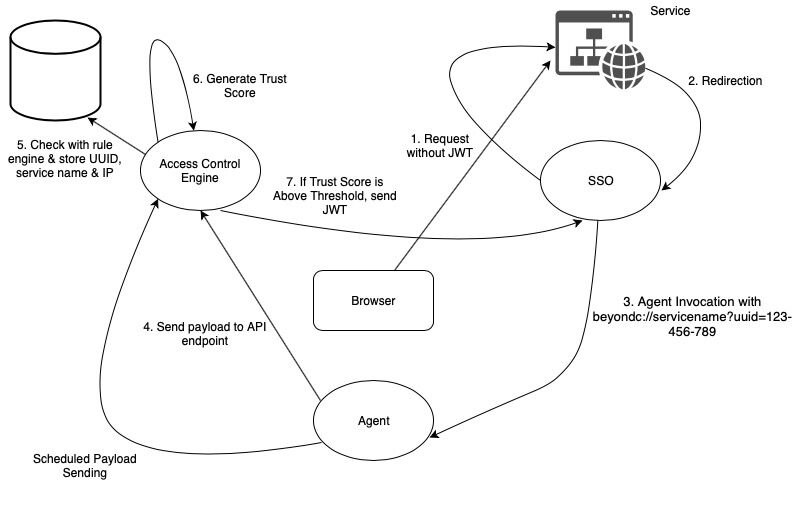 Service
2. Redirection
6. Generate Trust
Score
1. Request
without JWT
5. Check with rule
engine & store UUID,
service name & IP
Access Control
Engine
SSO
7. If Trust Score is
Above Threshold, send
JWT
Browser
3. Agent Invocation with
beyondc://servicename?uuid=123-
456-789
4. Send payload to API
endpoint
Agent
Scheduled Payload
Sending